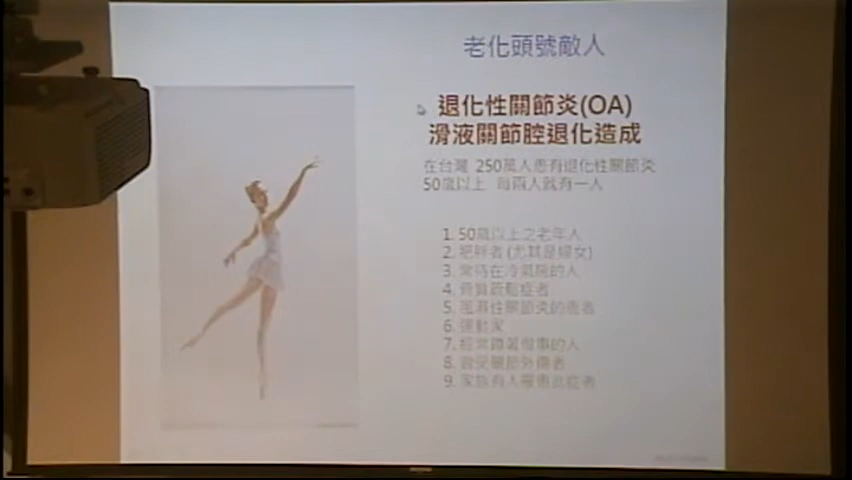 老化頭號敵人
退化性關節炎(OA)
滑液關節腔退化造成
在台灣 250萬人患有退化性關節炎
50歲以上 每兩人就有一人
1. 50歲以上之老年人
2. 肥胖者 (尤其是婦女)
3. 常待在冷氣房的人
4. 骨質疏鬆症者
5. 風濕性關節炎的患者
6. 運動家
7. 經常蹲著做事的人
8. 曾受關節外傷者
9. 家族有人罹患此症者